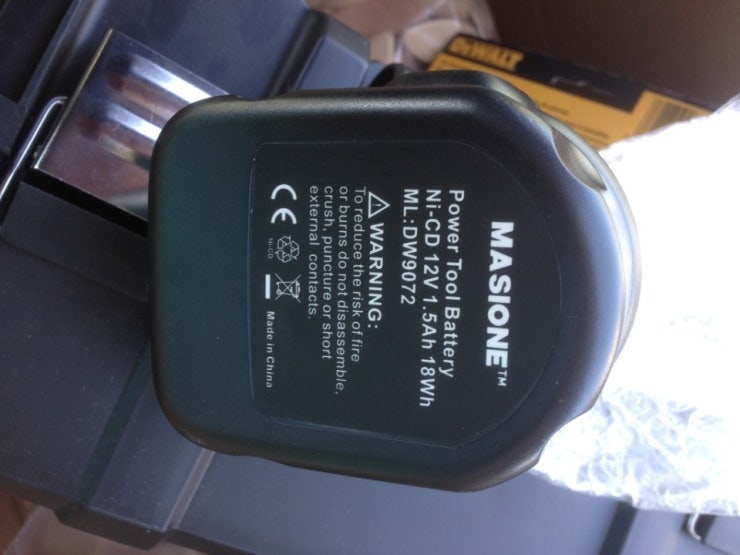 MASIONE™
Power Tool Battery
Ni-CD 12V 1.5Ah 18Wh
ML:DW9072
WARNING:
To reduce the risk of fire
or burns do not disassemble,
crush, puncture or short
external contacts.
CE Ni-CD Made in China
DEWALT